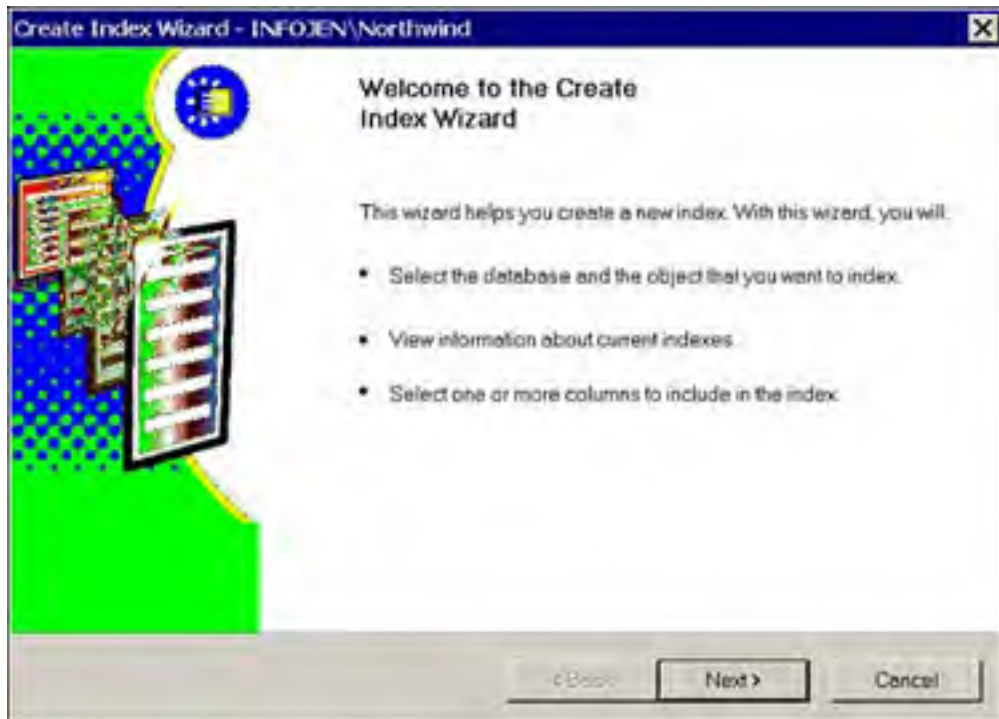 Create Index Wizard - INFOJEN\Northwind
Welcome to the Create
Index Wizard
This wizard helps you create a new index. With this wizard, you will:
• Select the database and the object that you want to index.
• View information about current indexes.
• Select one or more columns to include in the index.
< Back
Next >
Cancel